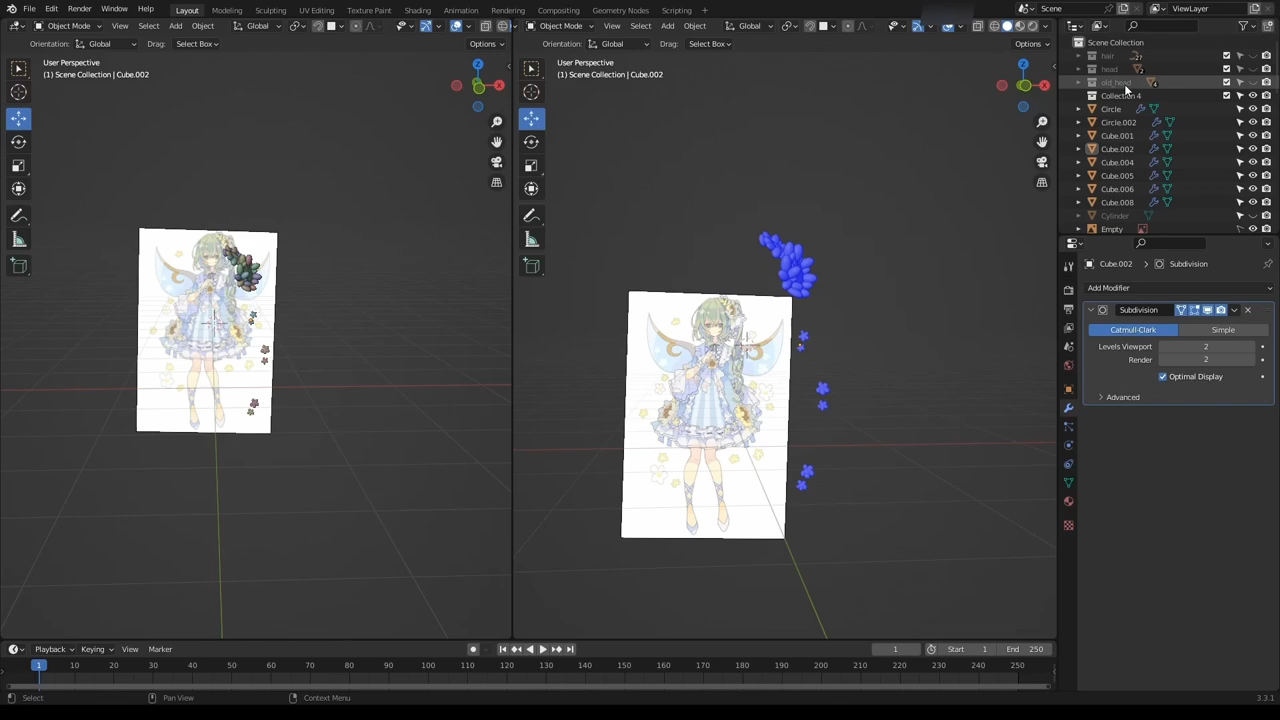 File Edit Render Window Help Layout Modeling Sculpting UV Editing Texture Paint Shading Animation Rendering Compositing Geometry Nodes Scripting + Scene ViewLayer
Object Mode View Select Add Object Global
Object Mode View Select Add Object Global
Orientation: Global Drag: Select Box Options
Orientation: Global Drag: Select Box Options
User Perspective
(1) Scene Collection | Cube.002
User Perspective
(1) Scene Collection | Cube.002
Z
X
Z
X
Scene Collection
hair 27
head 2
old_head 4
Collection 4
Circle
Circle.002
Cube.001
Cube.002
Cube.004
Cube.005
Cube.006
Cube.008
Cylinder
Empty
Cube.002 > Subdivision
Add Modifier
Subdivision
Catmull-Clark Simple
Levels Viewport 2
Render 2
Optimal Display
Advanced
Playback Keying View Marker 1 Start 1 End 250
1 10 20 30 40 50 60 70 80 90 100 110 120 130 140 150 160 170 180 190 200 210 220 230 240 250
Select Pan View Context Menu 3.3.1